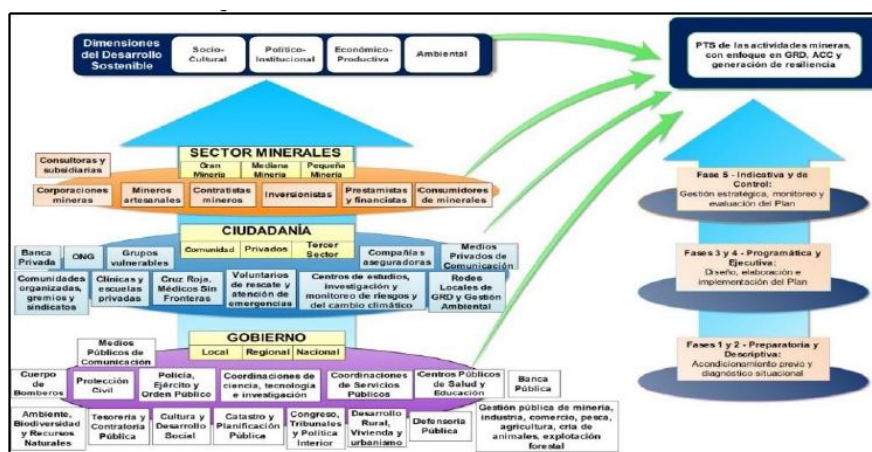 Dimensiones
del Desarrollo
Sostenible
Socio-
Cultural
Político-
Institucional
Económico-
Productiva
Ambiental
PTS de las actividades mineras,
con enfoque en GRD, ACC y
generación de resiliencia
SECTOR MINERALES
Gran
Minería
Mediana
Minería
Pequeña
Minería
Consultoras y
subsidiarias
Corporaciones
mineras
Mineros
artesanales
Contratistas
mineros
Inversionistas
Prestamistas
y financistas
Consumidores
de minerales
CIUDADANÍA
Comunidad
Privados
Tercer
Sector
Banca
Privada
ONG
Grupos
vulnerables
Compañías
aseguradoras
Medios
Privados de
Comunicación
Comunidades
organizadas,
gremios y
sindicatos
Clínicas y
escuelas
privadas
Cruz Roja,
Médicos Sin
Fronteras
Voluntarios
de rescate y
atención de
emergencias
Centros de estudios,
investigación y
monitoreo de riesgos y
del cambio climático
Redes
Locales de
GRD y Gestión
Ambiental
GOBIERNO
Local
Regional
Nacional
Medios
Públicos de
Comunicación
Cuerpo
de
Bomberos
Protección
Civil
Policía,
Ejército y
Orden Público
Coordinaciones de
ciencia, tecnología
e investigación
Coordinaciones
de Servicios
Públicos
Centros Públicos
de Salud y
Educación
Banca
Pública
Ambiente,
Biodiversidad
y Recursos
Naturales
Tesorería y
Contraloría
Pública
Cultura y
Desarrollo
Social
Catastro y
Planificación
Pública
Congreso,
Tribunales
y Política
Interior
Desarrollo
Rural,
Vivienda y
urbanismo
Defensoría
Pública
Gestión pública de minería,
industria, comercio, pesca,
agricultura, cría de
animales, explotación
forestal
Fase 5 - Indicativa y de
Control:
Gestión estratégica, monitoreo y
evaluación del Plan
Fases 3 y 4 - Programática y
Ejecutiva:
Diseño, elaboración e
implementación del Plan
Fases 1 y 2 - Preparatoria y
Descriptiva:
Acondicionamiento previo y
diagnóstico situacional